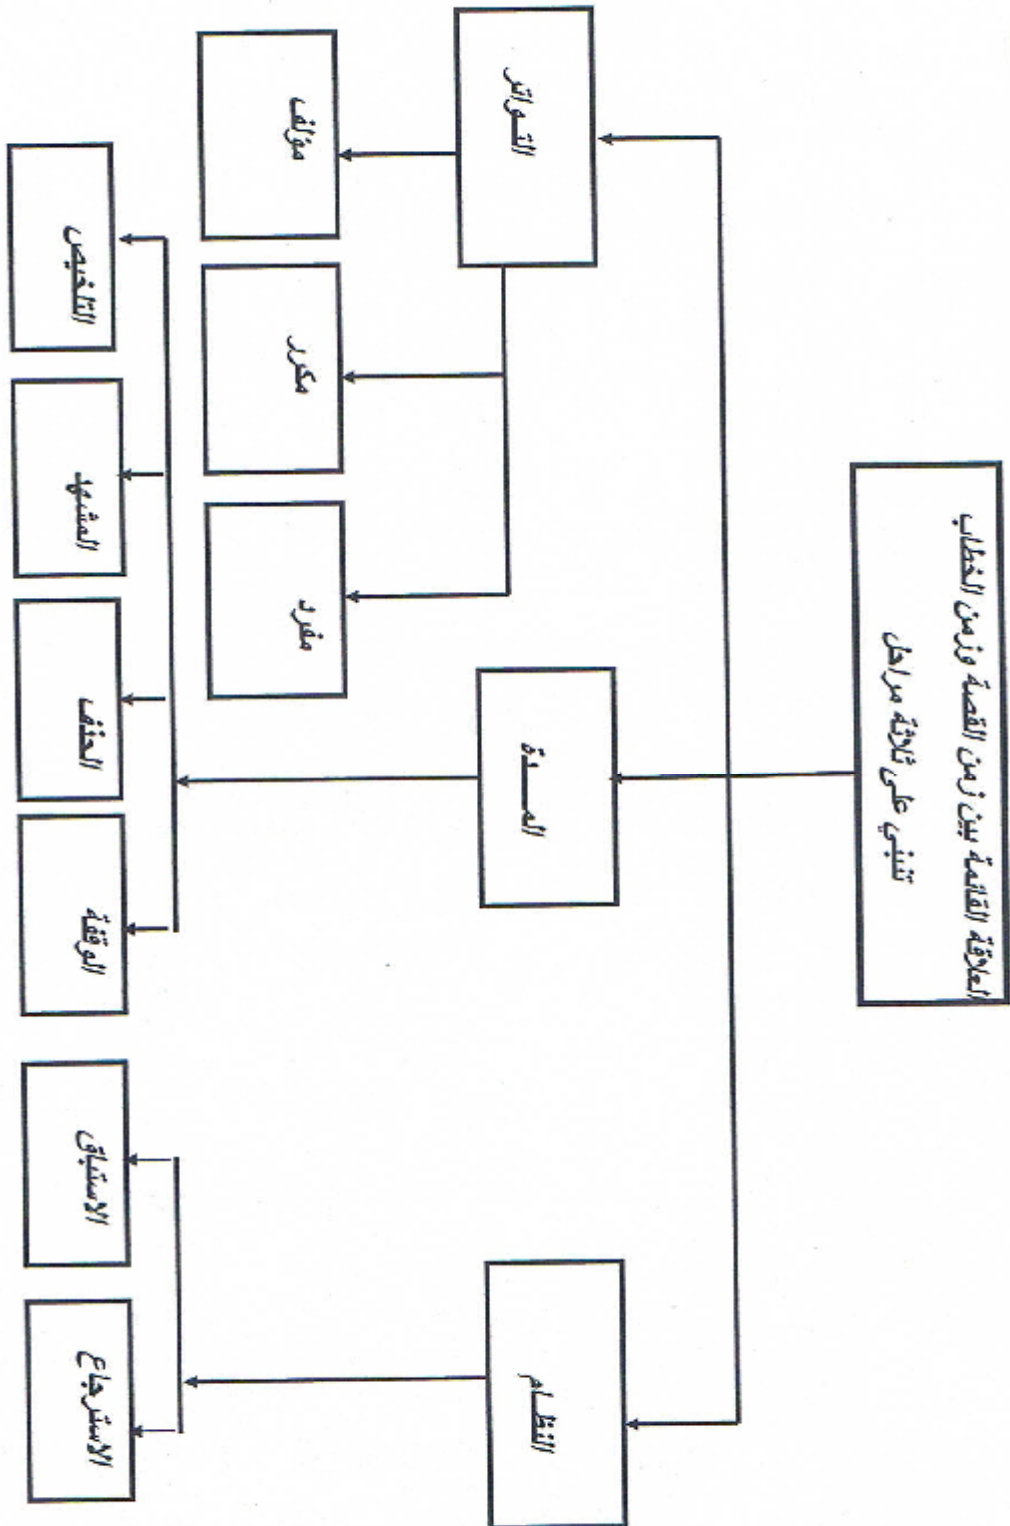 العلاقة القائمة بين زمن القصة وزمن الخطاب
تنبني على ثلاثة مراحل
النظام
المدة
التواتر
الاسترجاع
الاستباق
الوقفة
الحذف
المشهد
التلخيص
مفرد
مكرر
مؤلف